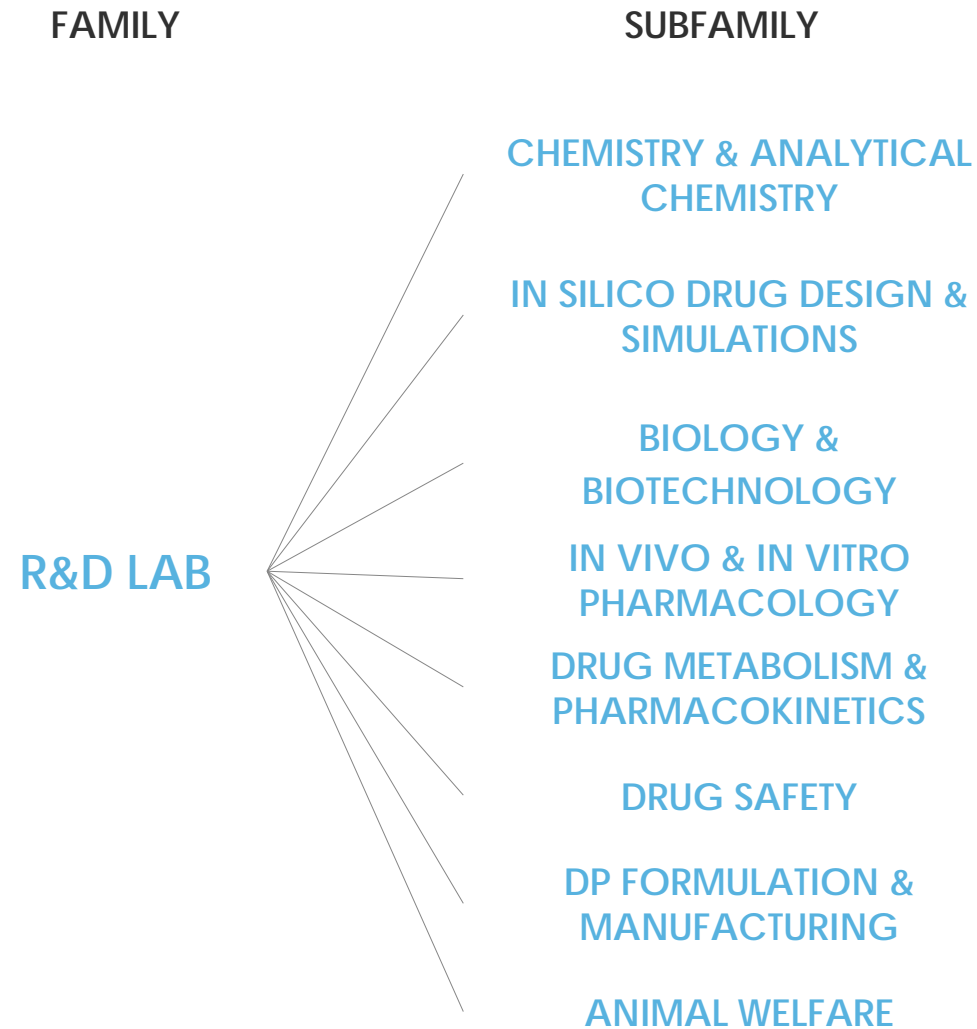 FAMILY
SUBFAMILY
CHEMISTRY & ANALYTICAL
CHEMISTRY
IN SILICO DRUG DESIGN &
SIMULATIONS
BIOLOGY &
BIOTECHNOLOGY
R&D LAB
IN VIVO & IN VITRO
PHARMACOLOGY
DRUG METABOLISM &
PHARMACOKINETICS
DRUG SAFETY
DP FORMULATION &
MANUFACTURING
ANIMAL WELFARE